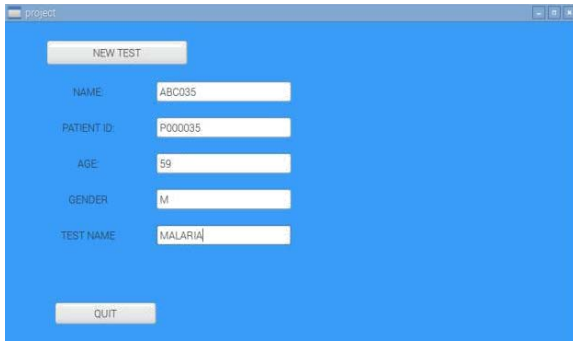 project
NEW TEST
NAME: ABC035
PATIENT ID: P000035
AGE: 59
GENDER M
TEST NAME MALARIA
QUIT